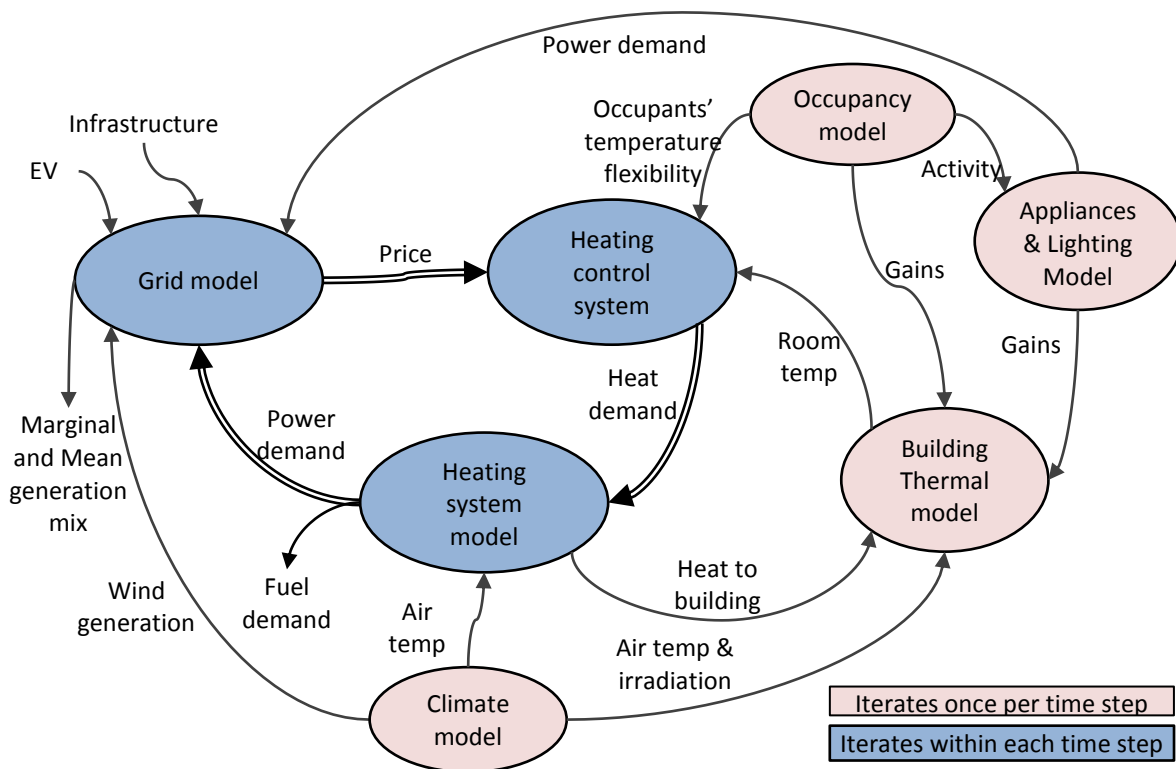 Power demand
Infrastructure
EV
Occupants’
temperature
flexibility
Occupancy
model
Activity
Appliances
& Lighting
Model
Grid model
Price
Heating
control
system
Gains
Gains
Room
temp
Heat
demand
Marginal
and Mean
generation
mix
Power
demand
Heating
system
model
Building
Thermal
model
Wind
generation
Fuel
demand
Air
temp
Heat to
building
Air temp &
irradiation
Climate
model
Iterates once per time step
Iterates within each time step